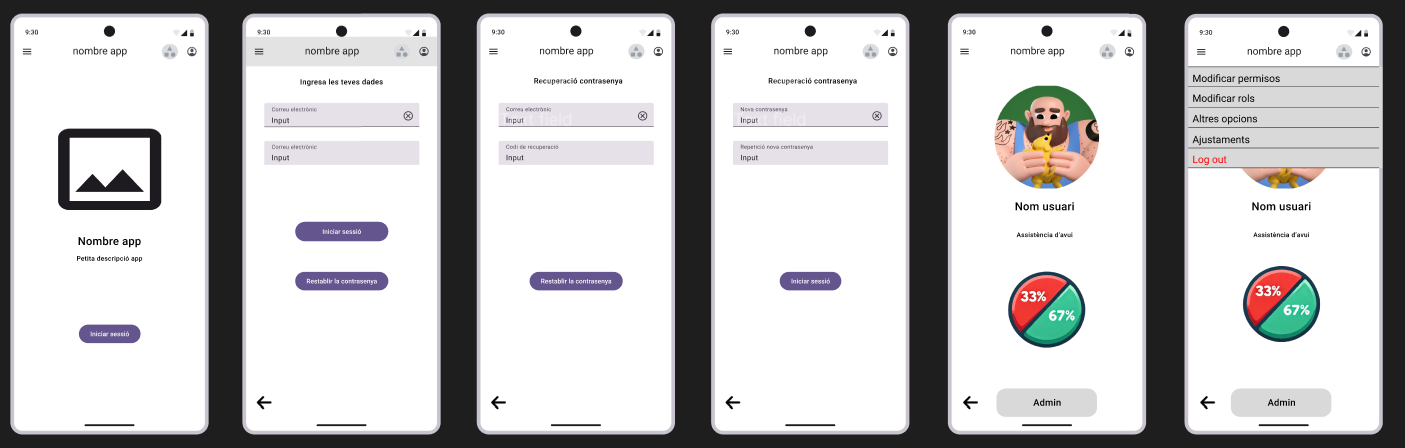 9:30
nombre app
Nombre app
Petita descripció app
Iniciar sessió
9:30
nombre app
Ingresa les teves dades
Correu electrònic
Input
Correu electrònic
Input
Iniciar sessió
Restablir la contrasenya
9:30
nombre app
Recuperació contrasenya
Correu electrònic
Input
Codi de recuperació
Input
Restablir la contrasenya
9:30
nombre app
Recuperació contrasenya
Nova contrasenya
Input
Repetició nova contrasenya
Input
Iniciar sessió
9:30
nombre app
Nom usuari
Assistència d'avui
33%
67%
Admin
9:30
nombre app
Modificar permisos
Modificar rols
Altres opcions
Ajustaments
Log out
Nom usuari
Assistència d'avui
33%
67%
Admin